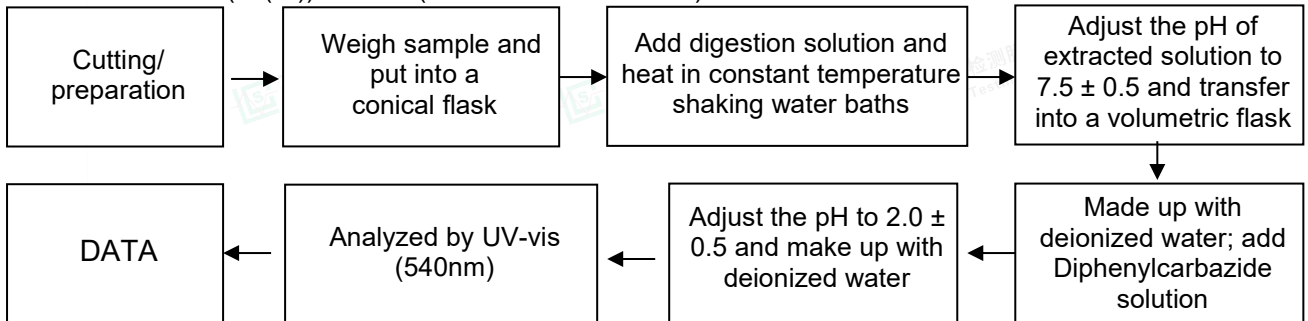 Cutting/
preparation
Weigh sample and
put into a
conical flask
Add digestion solution and
heat in constant temperature
shaking water baths
Adjust the pH of
extracted solution to
7.5 ± 0.5 and transfer
into a volumetric flask
Made up with
deionized water; add
Diphenylcarbazide
solution
Adjust the pH to 2.0 ±
0.5 and make up with
deionized water
Analyzed by UV-vis
(540nm)
DATA